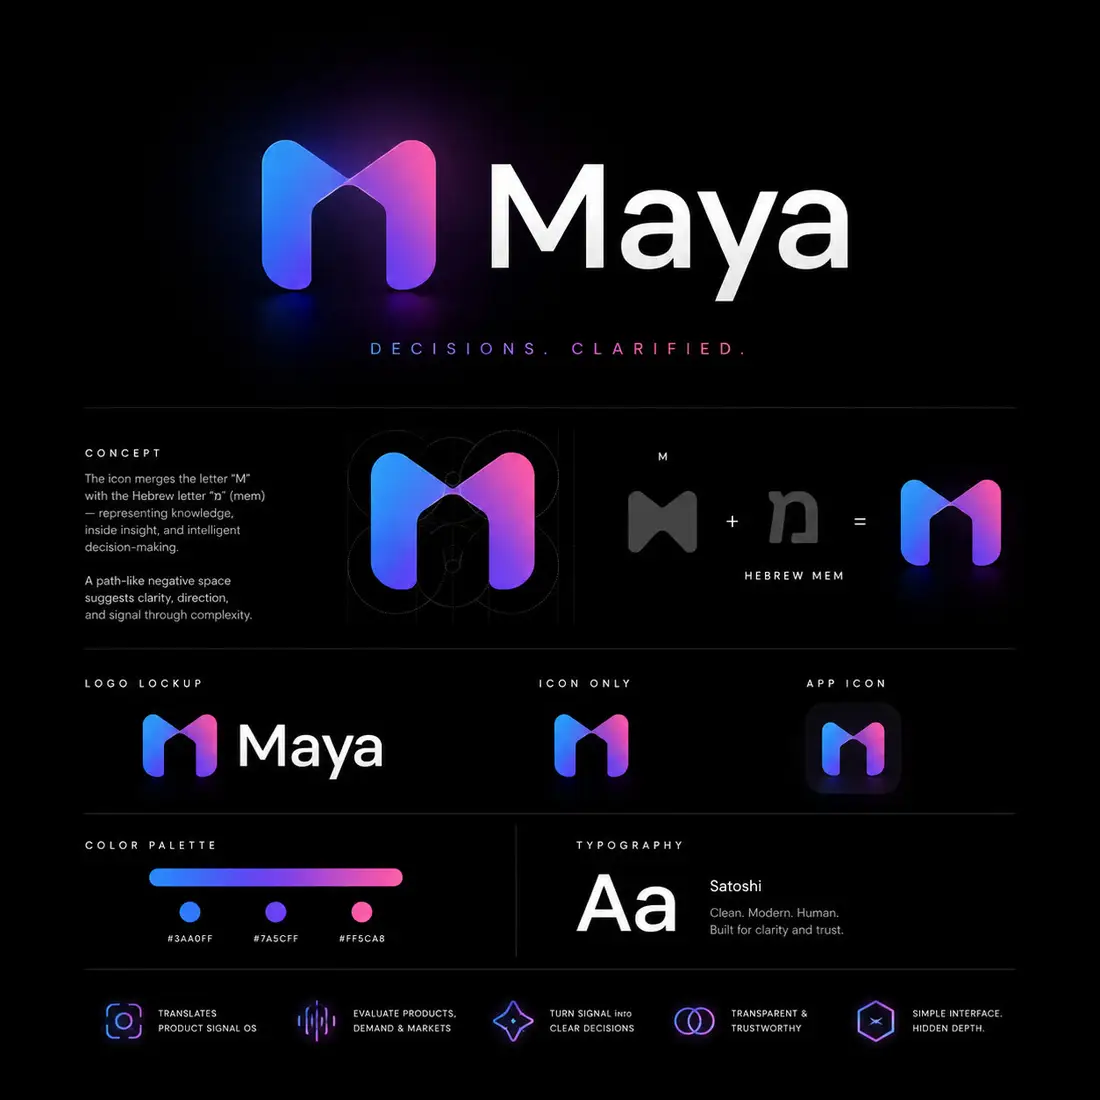 Maya
DECISIONS. CLARIFIED.
CONCEPT
The icon merges the letter “M”
with the Hebrew letter “מ” (mem)
— representing knowledge,
inside insight, and intelligent
decision-making.
A path-like negative space
suggests clarity, direction,
and signal through complexity.
M
+
מ
=
HEBREW MEM
LOGO LOCKUP
Maya
ICON ONLY
APP ICON
COLOR PALETTE
#3AA0FF
#7A5CFF
#FF5CA8
TYPOGRAPHY
Aa
Satoshi
Clean. Modern. Human.
Built for clarity and trust.
TRANSLATES
PRODUCT SIGNAL OS
EVALUATE PRODUCTS,
DEMAND & MARKETS
TURN SIGNAL into
CLEAR DECISIONS
TRANSPARENT &
TRUSTWORTHY
SIMPLE INTERFACE.
HIDDEN DEPTH.